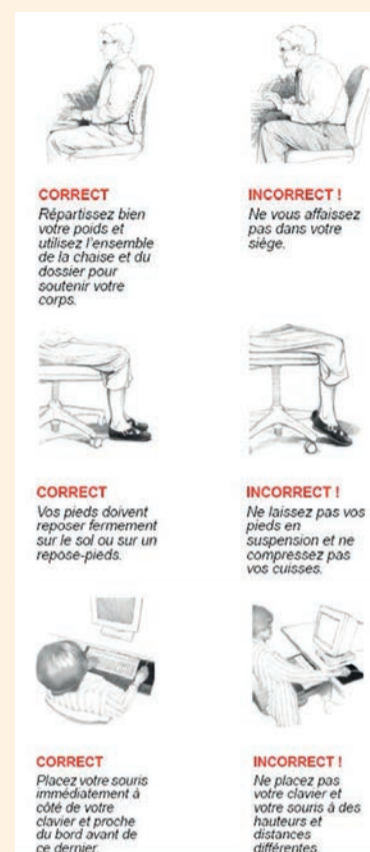 CORRECT
Répartissez bien
votre poids et
utilisez l'ensemble
de la chaise et du
dossier pour
soutenir votre
corps.
INCORRECT !
Ne vous affaissez
pas dans votre
siège.
CORRECT
Vos pieds doivent
reposer fermement
sur le sol ou sur un
repose-pieds.
INCORRECT !
Ne laissez pas vos
pieds en
suspension et ne
compressez pas
vos cuisses.
CORRECT
Placez votre souris
immédiatement à
côté de votre
clavier et proche
du bord avant de
ce dernier.
INCORRECT !
Ne placez pas
votre clavier et
votre souris à des
hauteurs et
distances
différentes.